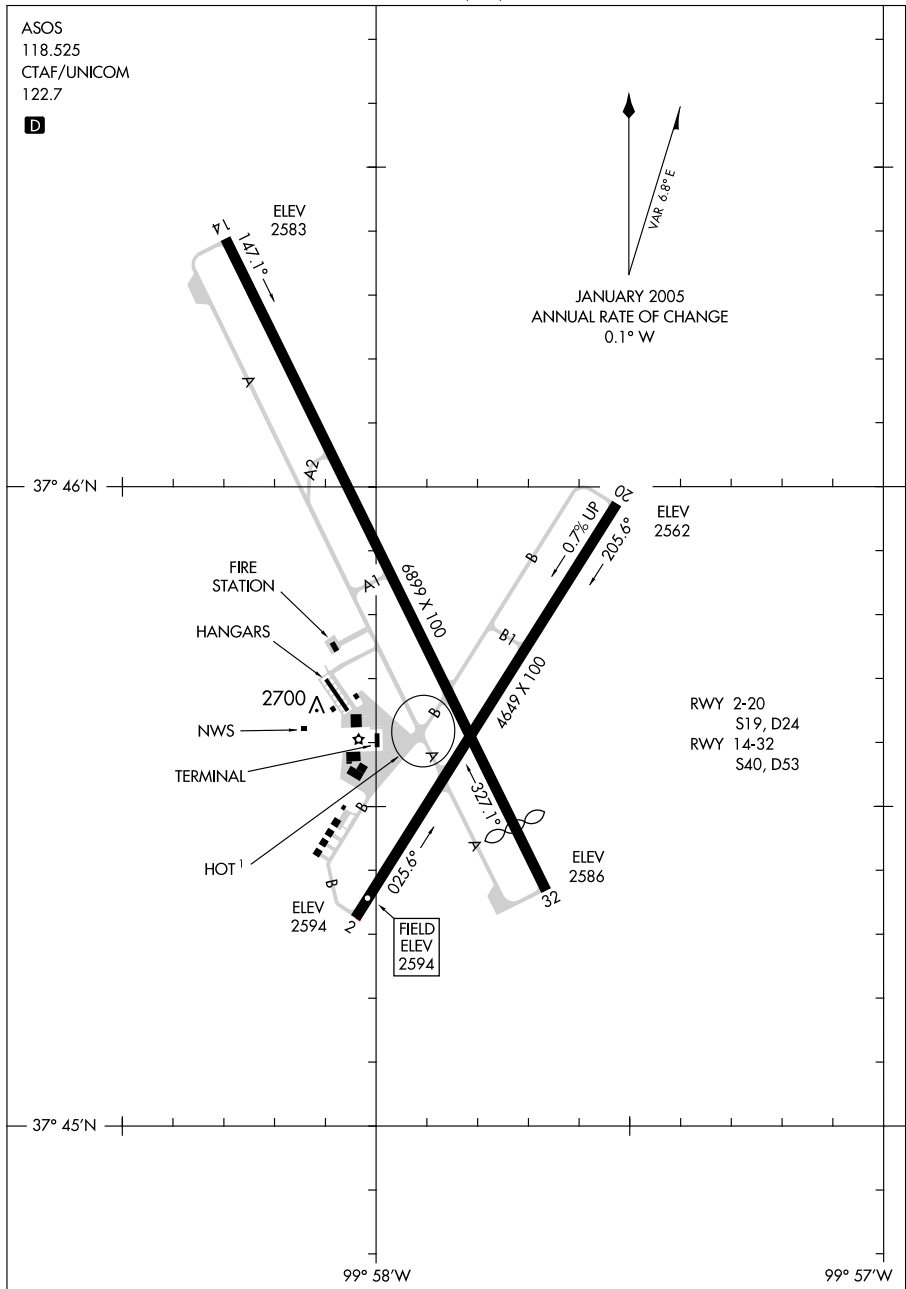 ASOS
118.525
CTAF/UNICOM
122.7
D
VAR 6.8° E
JANUARY 2005
ANNUAL RATE OF CHANGE
0.1° W
14
ELEV
2583
147.1°
A
A2
37° 46'N
20
ELEV
2562
0.7% UP
205.6°
B
FIRE
STATION
A1
6899 X 100
HANGARS
B1
4649 X 100
2700
NWS
B
RWY 2-20
S19, D24
RWY 14-32
S40, D53
TERMINAL
A
327.1°
B
HOT 1
A
025.6°
ELEV
2586
32
B
ELEV
2594
2
FIELD
ELEV
2594
37° 45'N
99° 58'W
99° 57'W